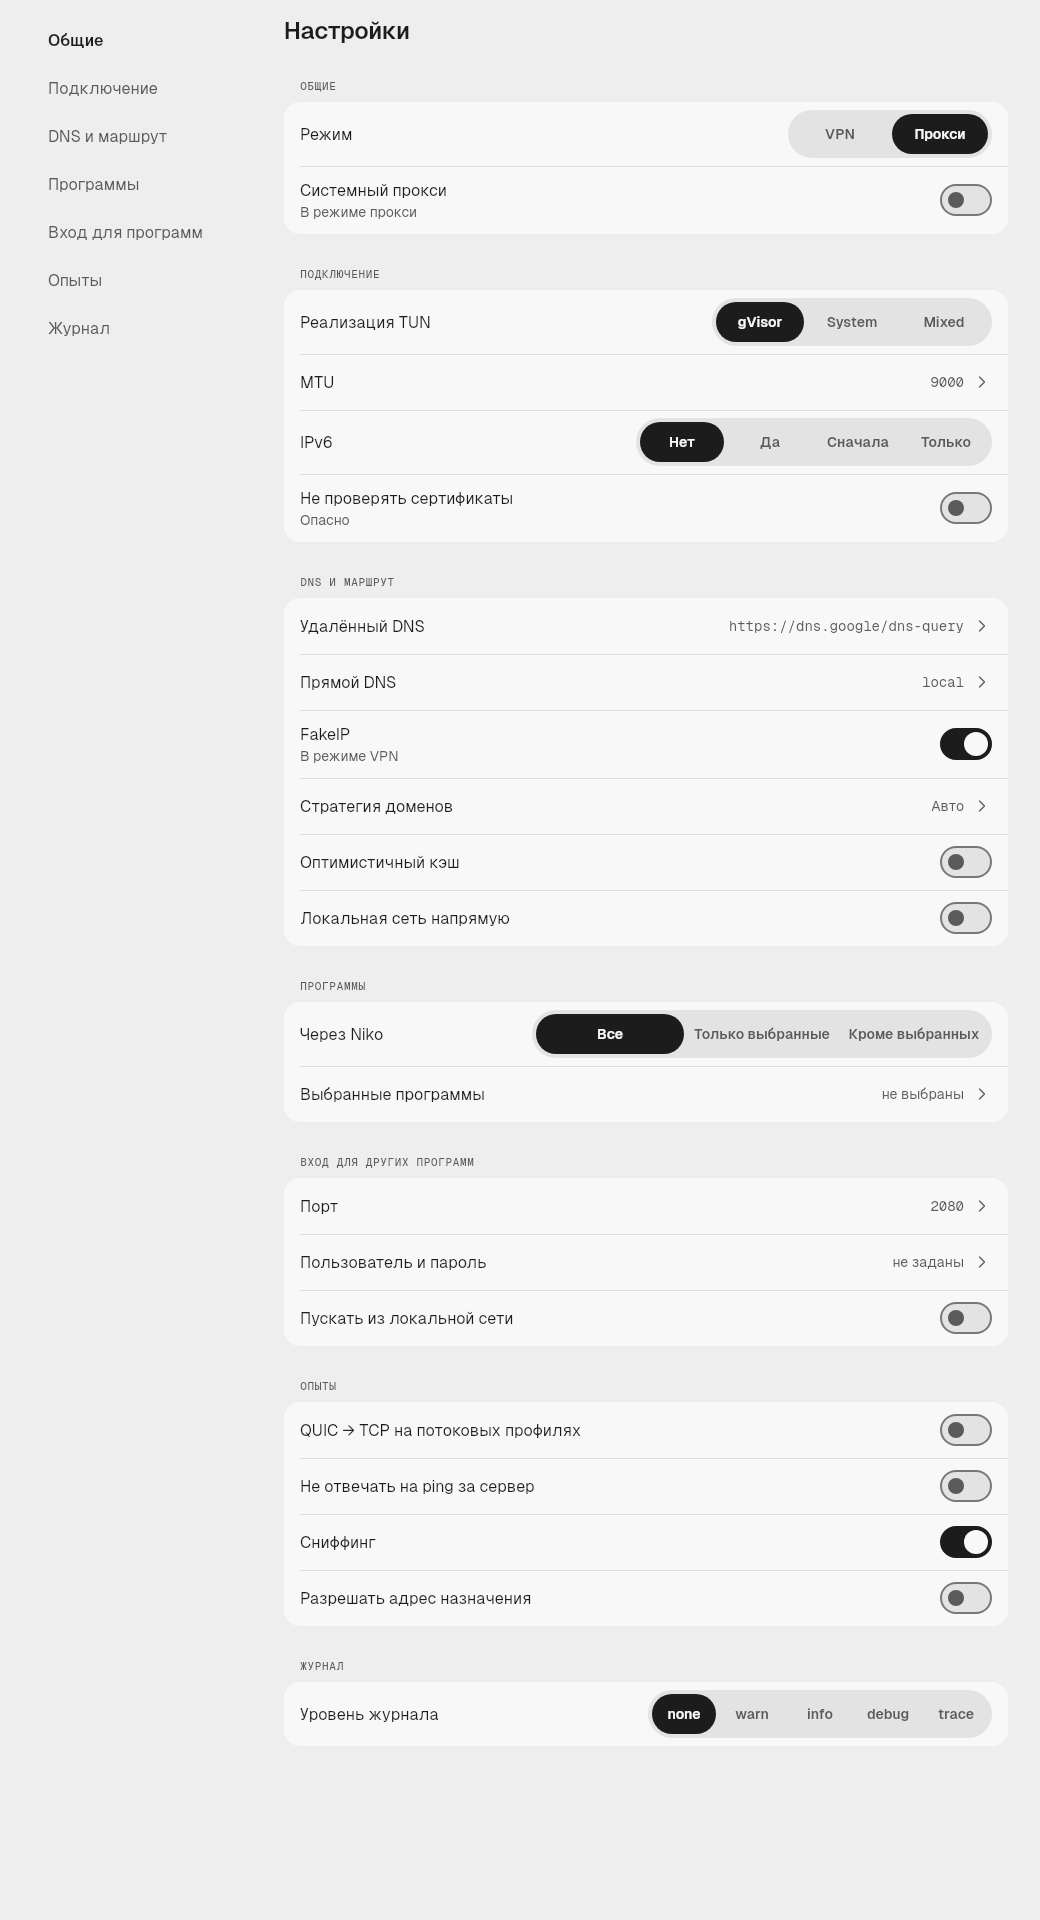 Общие
Подключение
DNS и маршрут
Программы
Вход для программ
Опыты
Журнал
Настройки
ОБЩИЕ
Режим VPN Прокси
Системный прокси
В режиме прокси
ПОДКЛЮЧЕНИЕ
Реализация TUN gVisor System Mixed
MTU 9000
IPv6 Нет Да Сначала Только
Не проверять сертификаты
Опасно
DNS И МАРШРУТ
Удалённый DNS https://dns.google/dns-query
Прямой DNS local
FakeIP
В режиме VPN
Стратегия доменов Авто
Оптимистичный кэш
Локальная сеть напрямую
ПРОГРАММЫ
Через Niko Все Только выбранные Кроме выбранных
Выбранные программы не выбраны
ВХОД ДЛЯ ДРУГИХ ПРОГРАММ
Порт 2080
Пользователь и пароль не заданы
Пускать из локальной сети
ОПЫТЫ
QUIC → TCP на потоковых профилях
Не отвечать на ping за сервер
Сниффинг
Разрешать адрес назначения
ЖУРНАЛ
Уровень журнала none warn info debug trace